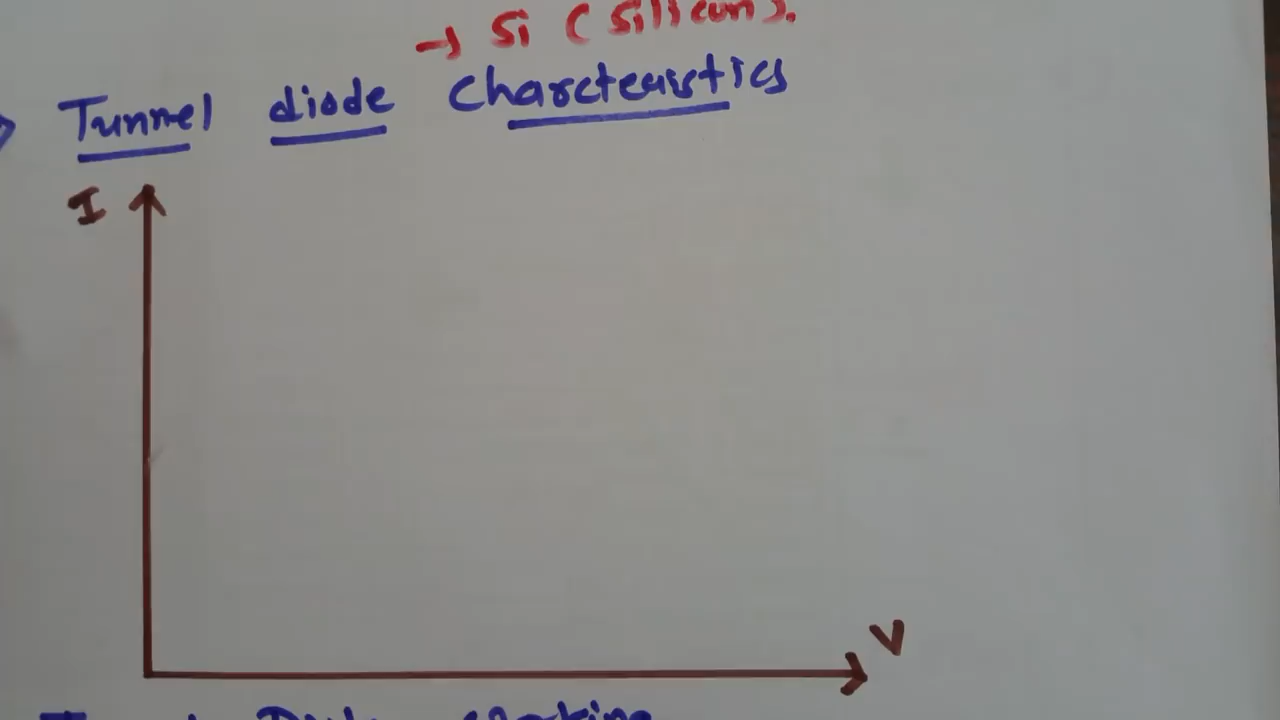 → Si (Silicon).
Tunnel diode Charcteristics
I
V